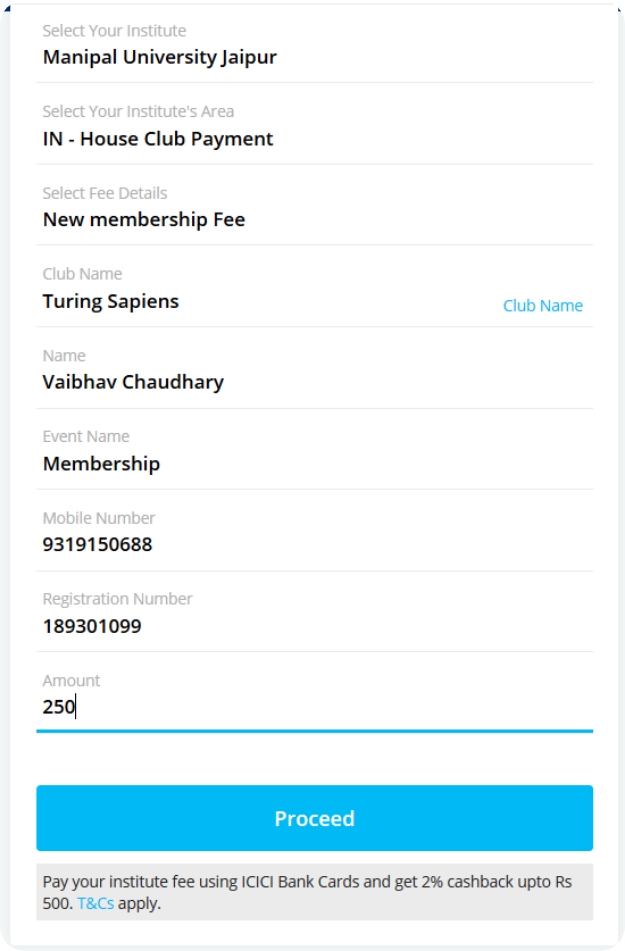 Select Your Institute
Manipal University Jaipur
Select Your Institute's Area
IN - House Club Payment
Select Fee Details
New membership Fee
Club Name
Turing Sapiens
Club Name
Name
Vaibhav Chaudhary
Event Name
Membership
Mobile Number
9319150688
Registration Number
189301099
Amount
250
Proceed
Pay your institute fee using ICICI Bank Cards and get 2% cashback upto Rs
500. T&Cs apply.